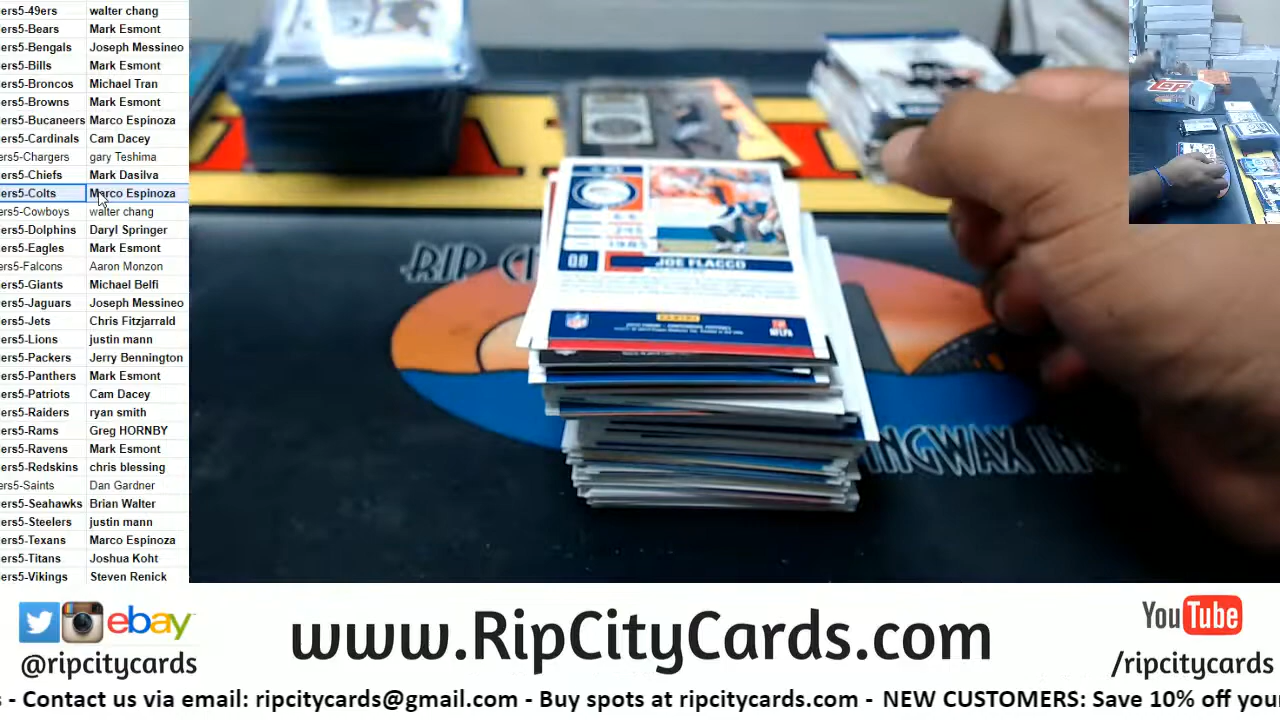 ers5-49ers walter chang
ers5-Bears Mark Esmont
ers5-Bengals Joseph Messineo
ers5-Bills Mark Esmont
ers5-Broncos Michael Tran
ers5-Browns Mark Esmont
ers5-Bucaneers Marco Espinoza
ers5-Cardinals Cam Dacey
ers5-Chargers gary Teshima
ers5-Chiefs Mark Dasilva
ers5-Colts Marco Espinoza
ers5-Cowboys walter chang
ers5-Dolphins Daryl Springer
ers5-Eagles Mark Esmont
ers5-Falcons Aaron Monzon
ers5-Giants Michael Belfi
ers5-Jaguars Joseph Messineo
ers5-Jets Chris Fitzjarrald
ers5-Lions justin mann
ers5-Packers Jerry Bennington
ers5-Panthers Mark Esmont
ers5-Patriots Cam Dacey
ers5-Raiders ryan smith
ers5-Rams Greg HORNBY
ers5-Ravens Mark Esmont
ers5-Redskins chris blessing
ers5-Saints Dan Gardner
ers5-Seahawks Brian Walter
ers5-Steelers justin mann
ers5-Texans Marco Espinoza
ers5-Titans Joshua Koht
ers5-Vikings Steven Renick
RIP CI
INGWAX
JOE FLACCO
PANINI
ebay
@ripcitycards
www.RipCityCards.com
YouTube
/ripcitycards
s - Contact us via email: ripcitycards@gmail.com - Buy spots at ripcitycards.com - NEW CUSTOMERS: Save 10% off your